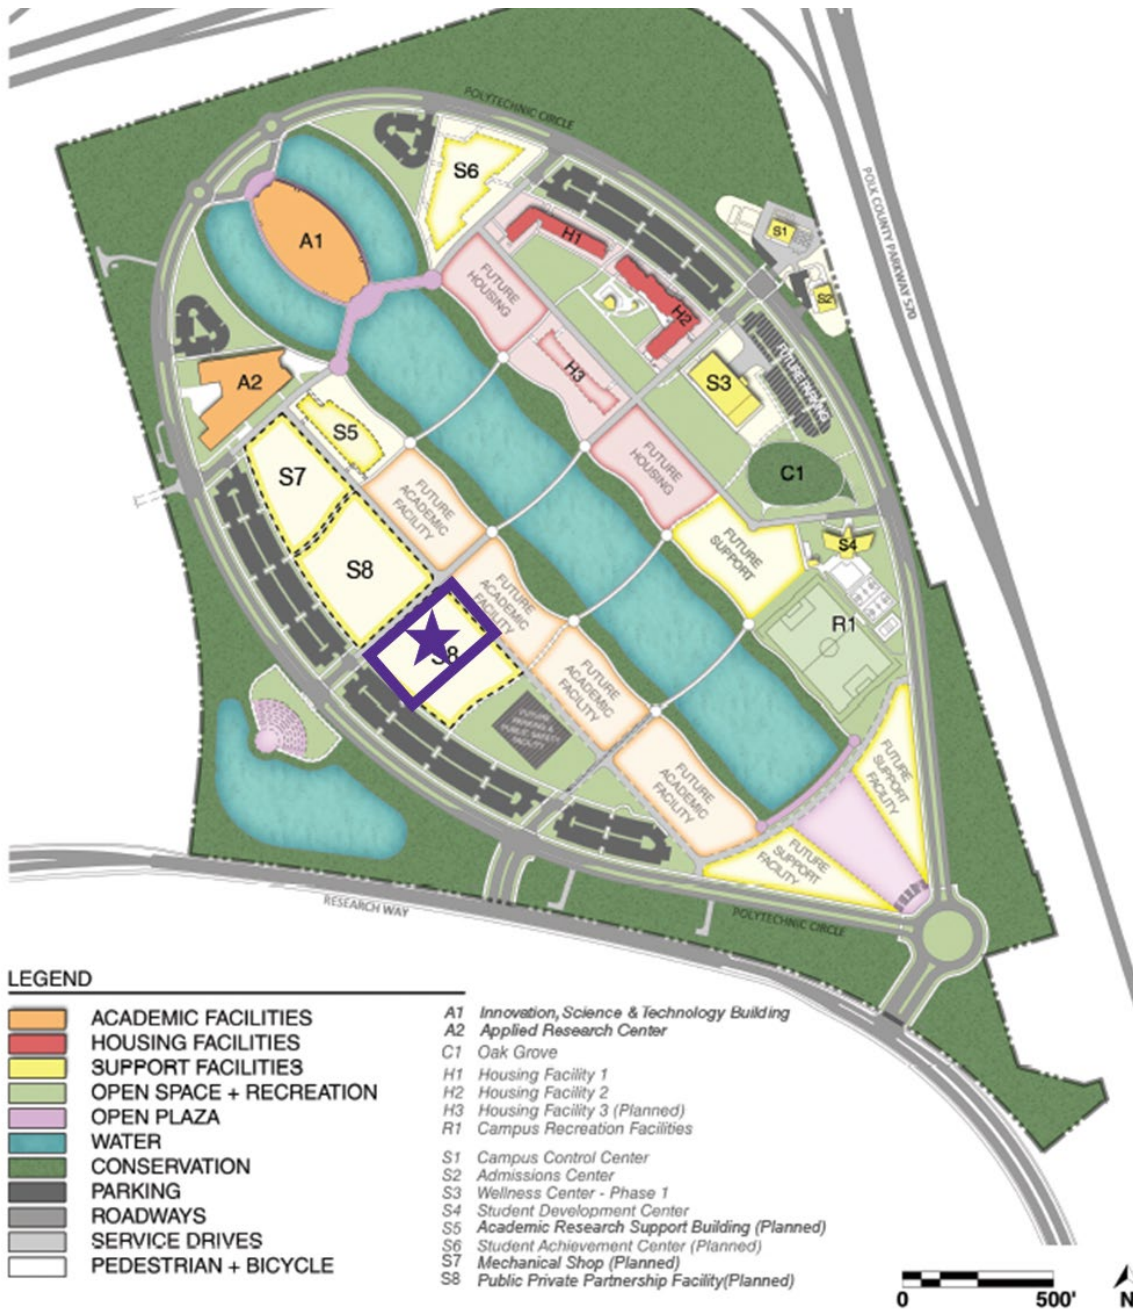 POLYTECHNIC CIRCLE
POLK COUNTY PARKWAY 570
S6
S1
A1
H1
S2
FUTURE
HOUSING
H2
H3
S3
FUTURE PARKING
A2
S5
FUTURE
HOUSING
C1
S7
FUTURE
ACADEMIC
FACILITY
FUTURE
SUPPORT
S4
S8
FUTURE
ACADEMIC
FACILITY
R1
S8
FUTURE
ACADEMIC
FACILITY
FUTURE
PARKING &
PUBLIC SAFETY
FACILITY
FUTURE
SUPPORT
FACILITY
FUTURE
ACADEMIC
FACILITY
FUTURE
SUPPORT
FACILITY
RESEARCH WAY
POLYTECHNIC CIRCLE
LEGEND
ACADEMIC FACILITIES
HOUSING FACILITIES
SUPPORT FACILITIES
OPEN SPACE + RECREATION
OPEN PLAZA
WATER
CONSERVATION
PARKING
ROADWAYS
SERVICE DRIVES
PEDESTRIAN + BICYCLE
A1 Innovation, Science & Technology Building
A2 Applied Research Center
C1 Oak Grove
H1 Housing Facility 1
H2 Housing Facility 2
H3 Housing Facility 3 (Planned)
R1 Campus Recreation Facilities
S1 Campus Control Center
S2 Admissions Center
S3 Wellness Center - Phase 1
S4 Student Development Center
S5 Academic Research Support Building (Planned)
S6 Student Achievement Center (Planned)
S7 Mechanical Shop (Planned)
S8 Public Private Partnership Facility(Planned)
0 500'
N